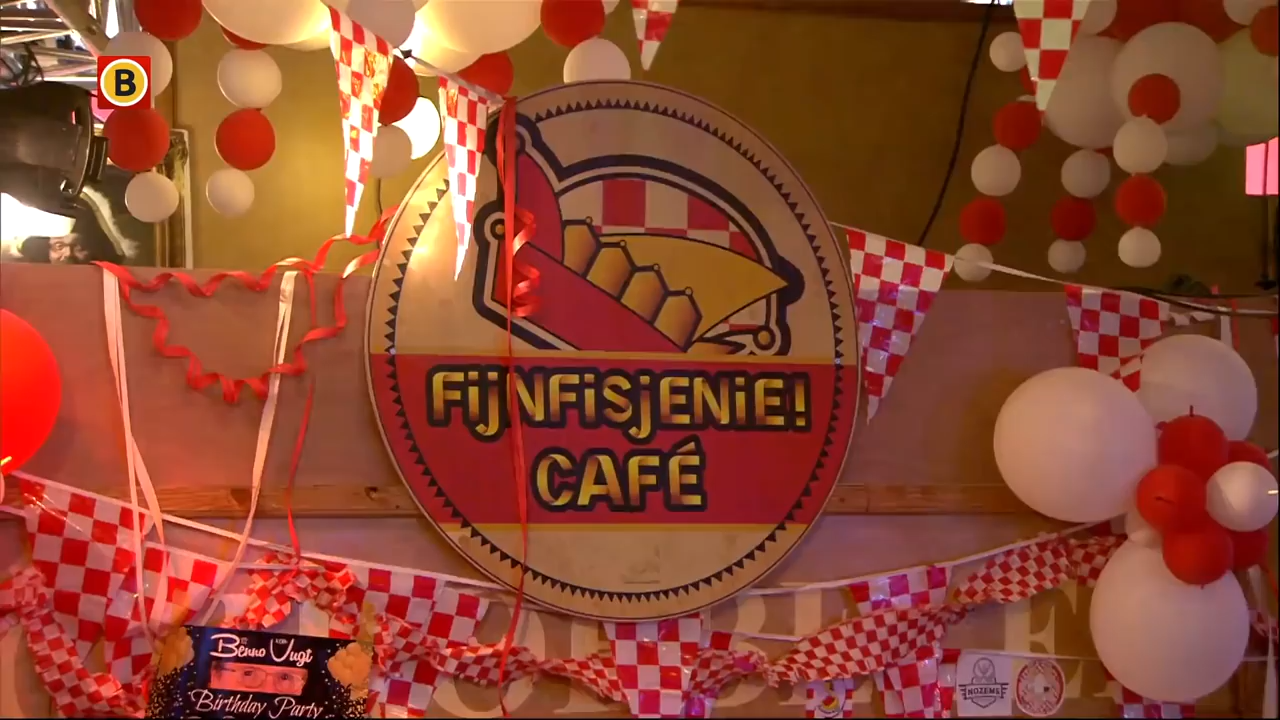 B
FijNFiSjENiE!
CAFÉ
Benno Vugt
Birthday Party
NOZEMS